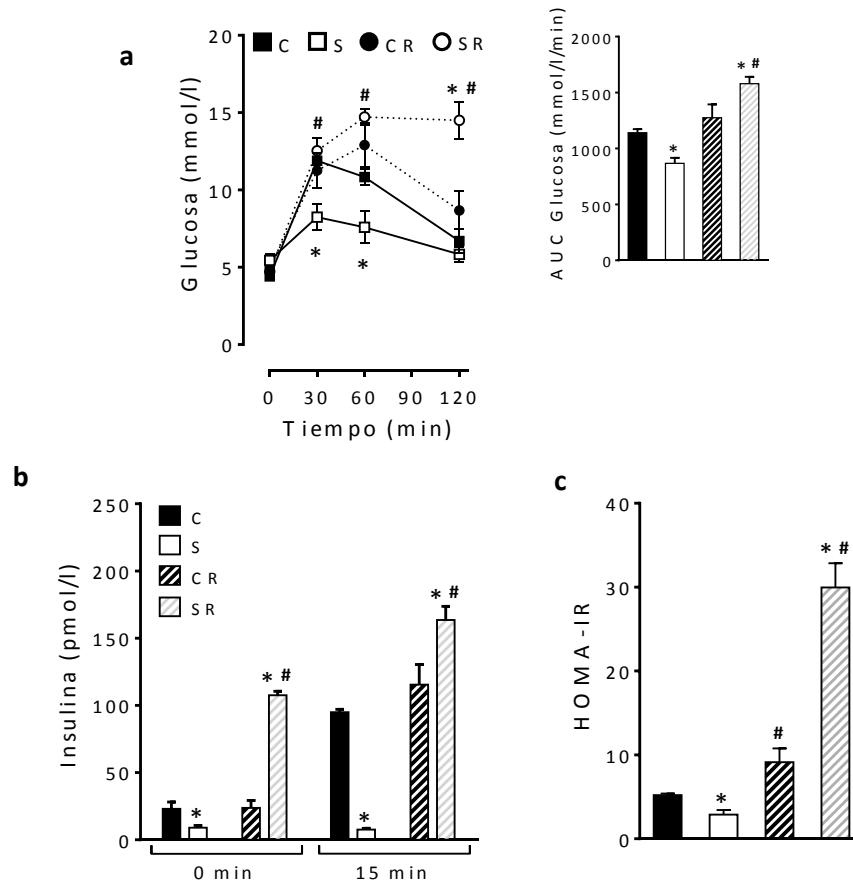 a
C S CR SR
Glucosa (mmol/l)
20
15
10
5
0
# # * #
* *
0 30 60 90 120
Tiempo (min)
AUC Glucosa (mmol/l/min)
2000
1500
1000
500
0
*
* #
b
Insulina (pmol/l)
250
200
150
100
50
0
C
S
CR
SR
* * #
* * #
0 min 15 min
c
HOMA-IR
40
30
20
10
0
*
#
* #